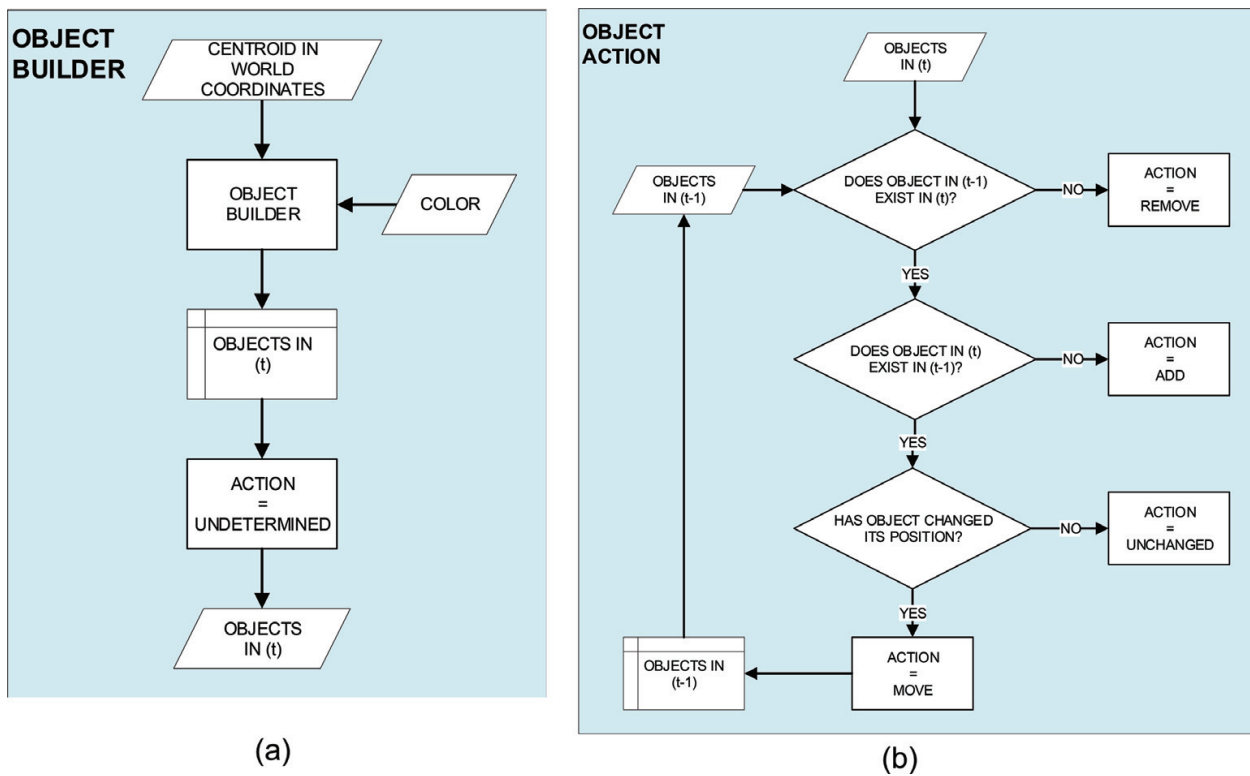 OBJECT
BUILDER
CENTROID IN
WORLD
COORDINATES
OBJECT
BUILDER
COLOR
OBJECTS IN
(t)
ACTION
=
UNDETERMINED
OBJECTS
IN (t)
(a)
OBJECT
ACTION
OBJECTS
IN (t)
OBJECTS
IN (t-1)
DOES OBJECT IN (t-1)
EXIST IN (t)?
NO
ACTION
=
REMOVE
YES
DOES OBJECT IN (t)
EXIST IN (t-1)?
NO
ACTION
=
ADD
YES
HAS OBJECT CHANGED
ITS POSITION?
NO
ACTION
=
UNCHANGED
YES
ACTION
=
MOVE
OBJECTS IN
(t-1)
(b)